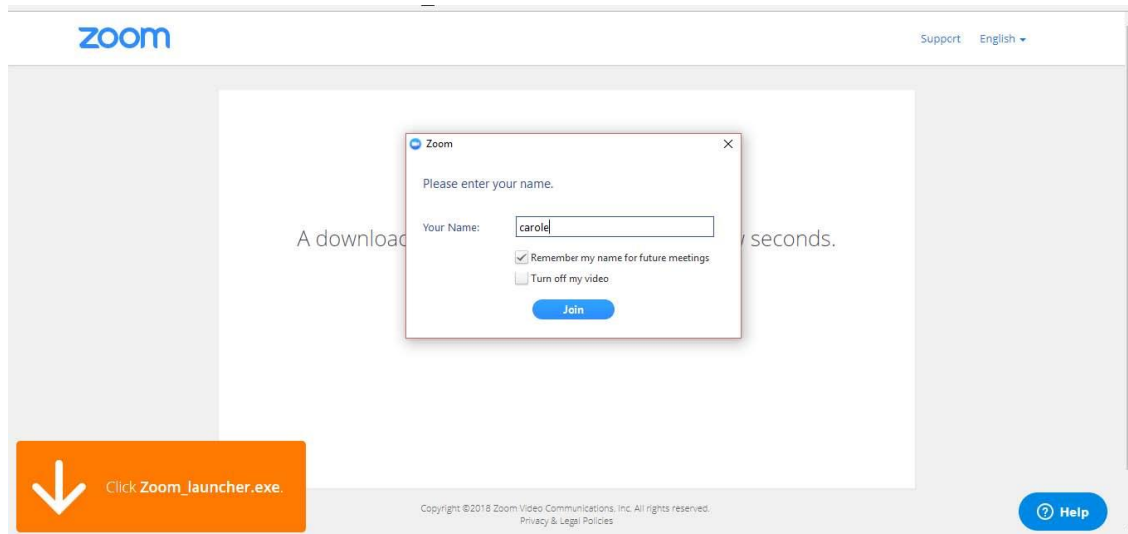 zoom
Support English
Zoom
Please enter your name.
Your Name: carole
A downloa seconds.
Remember my name for future meetings
Turn off my video
Join
Click Zoom_launcher.exe.
Copyright ©2018 Zoom Video Communications, Inc. All rights reserved.
Privacy & Legal Policies
Help